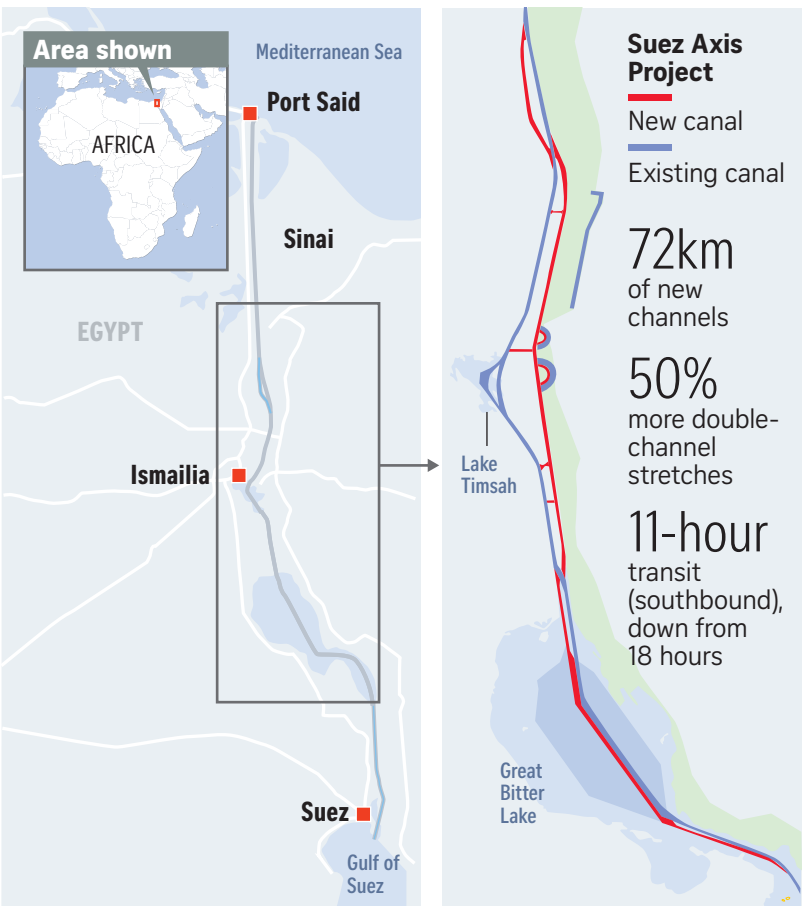 Area shown
AFRICA
Mediterranean Sea
Port Said
Sinai
EGYPT
Ismailia
Suez
Gulf of
Suez
Suez Axis
Project
New canal
Existing canal
72km
of new
channels
50%
more double-
channel
stretches
11-hour
transit
(southbound),
down from
18 hours
Lake
Timsah
Great
Bitter
Lake